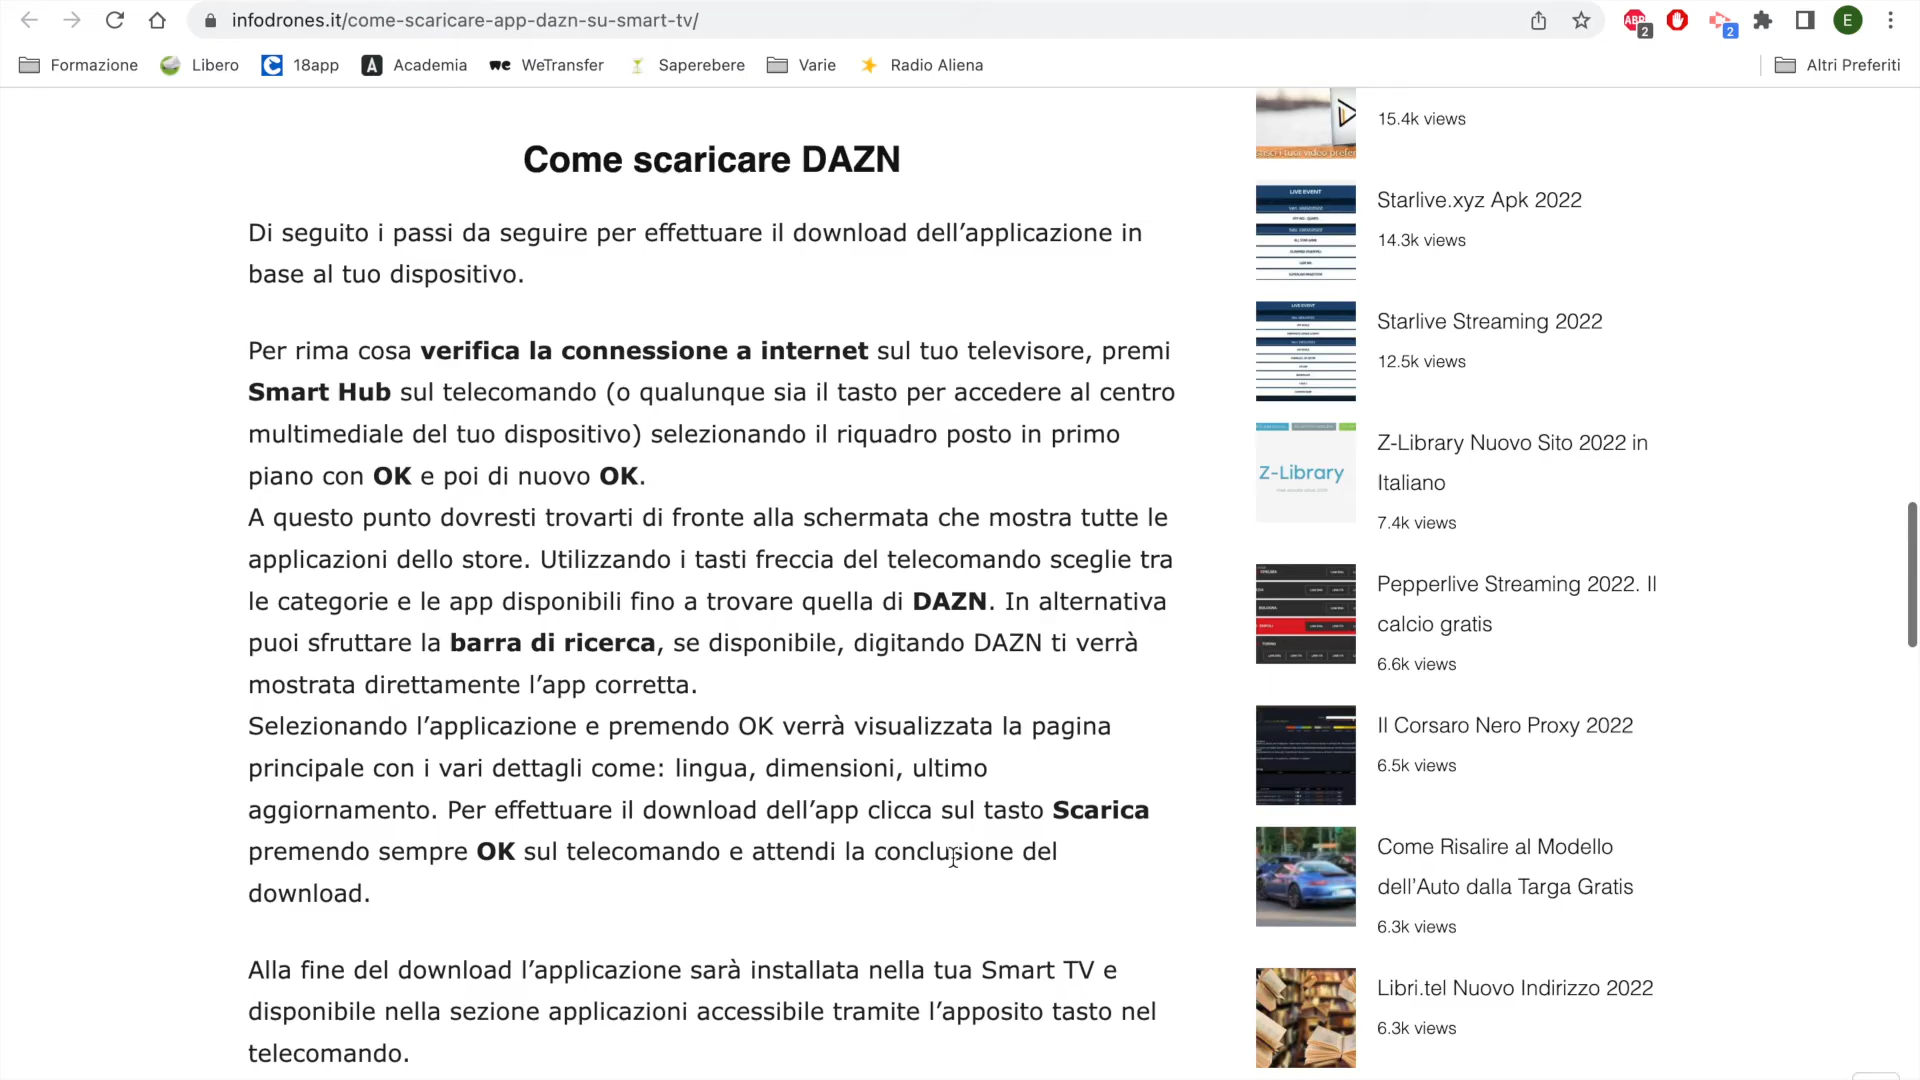 infodrones.it/come-scaricare-app-dazn-su-smart-tv/
ABP
2
2
E
Formazione
Libero
18app
A
Academia
we
WeTransfer
Saperebere
Varie
Radio Aliena
Altri Preferiti
Come scaricare DAZN
Di seguito i passi da seguire per effettuare il download dell’applicazione in
base al tuo dispositivo.
Per rima cosa verifica la connessione a internet sul tuo televisore, premi
Smart Hub sul telecomando (o qualunque sia il tasto per accedere al centro
multimediale del tuo dispositivo) selezionando il riquadro posto in primo
piano con OK e poi di nuovo OK.
A questo punto dovresti trovarti di fronte alla schermata che mostra tutte le
applicazioni dello store. Utilizzando i tasti freccia del telecomando sceglie tra
le categorie e le app disponibili fino a trovare quella di DAZN. In alternativa
puoi sfruttare la barra di ricerca, se disponibile, digitando DAZN ti verrà
mostrata direttamente l’app corretta.
Selezionando l’applicazione e premendo OK verrà visualizzata la pagina
principale con i vari dettagli come: lingua, dimensioni, ultimo
aggiornamento. Per effettuare il download dell’app clicca sul tasto Scarica
premendo sempre OK sul telecomando e attendi la conclusione del
download.
Alla fine del download l’applicazione sarà installata nella tua Smart TV e
disponibile nella sezione applicazioni accessibile tramite l’apposito tasto nel
telecomando.
15.4k views
LIVE EVENT
Starlive.xyz Apk 2022
14.3k views
LIVE EVENT
Starlive Streaming 2022
12.5k views
Z-Library
Z-Library Nuovo Sito 2022 in
Italiano
7.4k views
Pepperlive Streaming 2022. Il
calcio gratis
6.6k views
Il Corsaro Nero Proxy 2022
6.5k views
Come Risalire al Modello
dell’Auto dalla Targa Gratis
6.3k views
Libri.tel Nuovo Indirizzo 2022
6.3k views